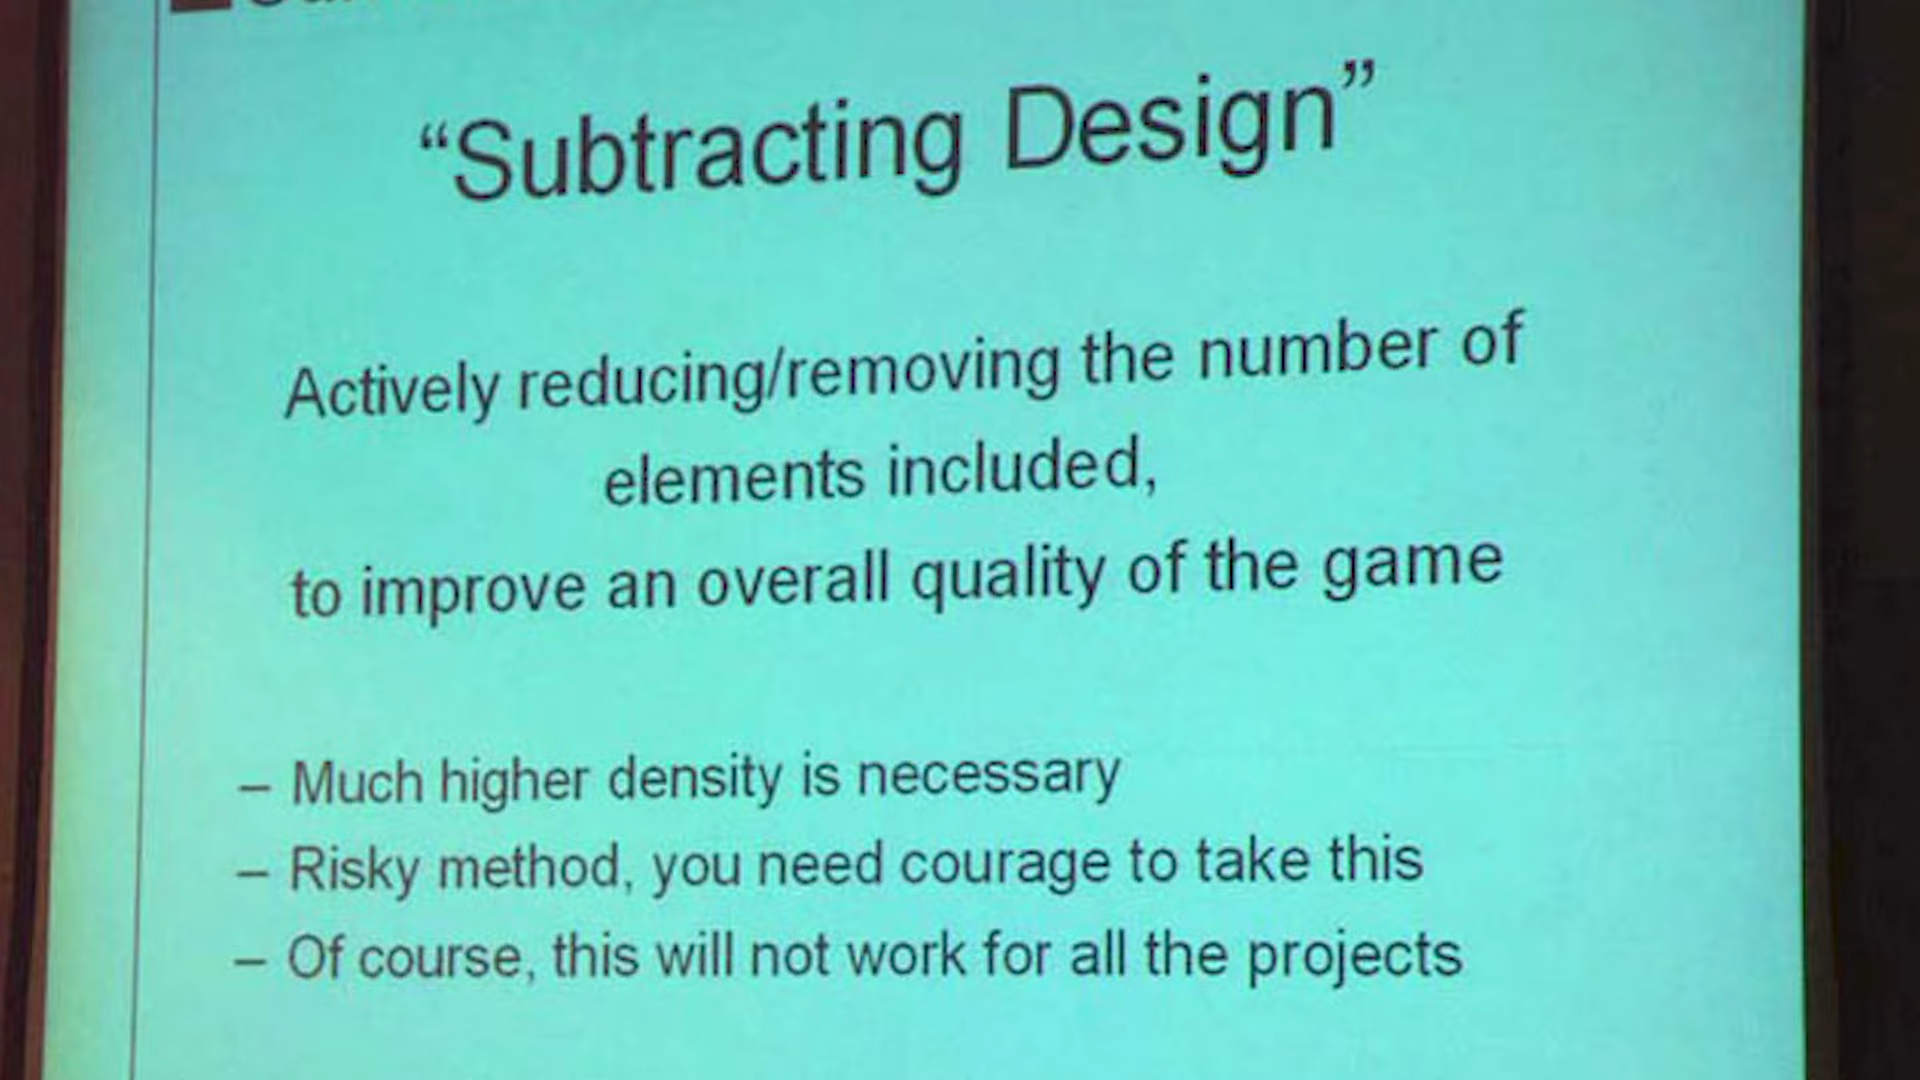 “Subtracting Design”
Actively reducing/removing the number of
elements included,
to improve an overall quality of the game
– Much higher density is necessary
– Risky method, you need courage to take this
– Of course, this will not work for all the projects